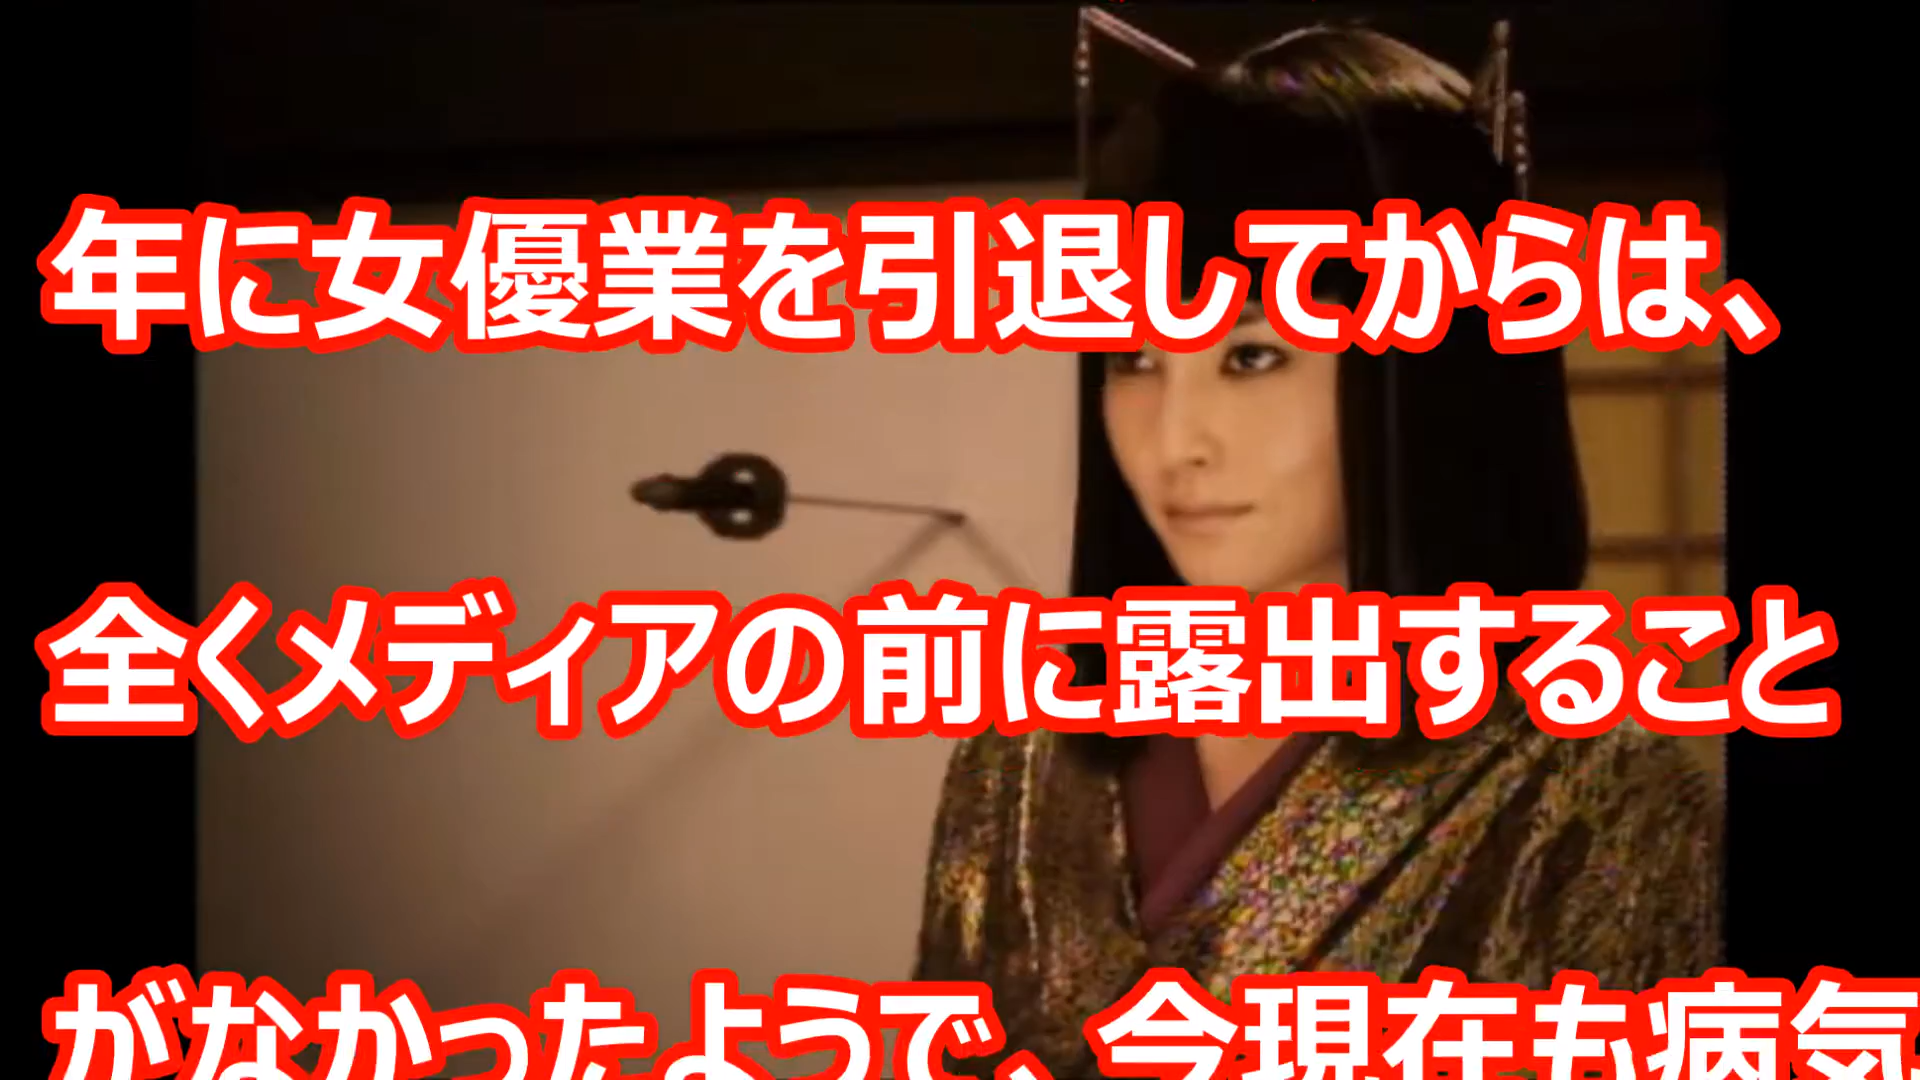 年に女優業を引退してからは、
全くメディアの前に露出すること
がなかったようで、今現在も病気